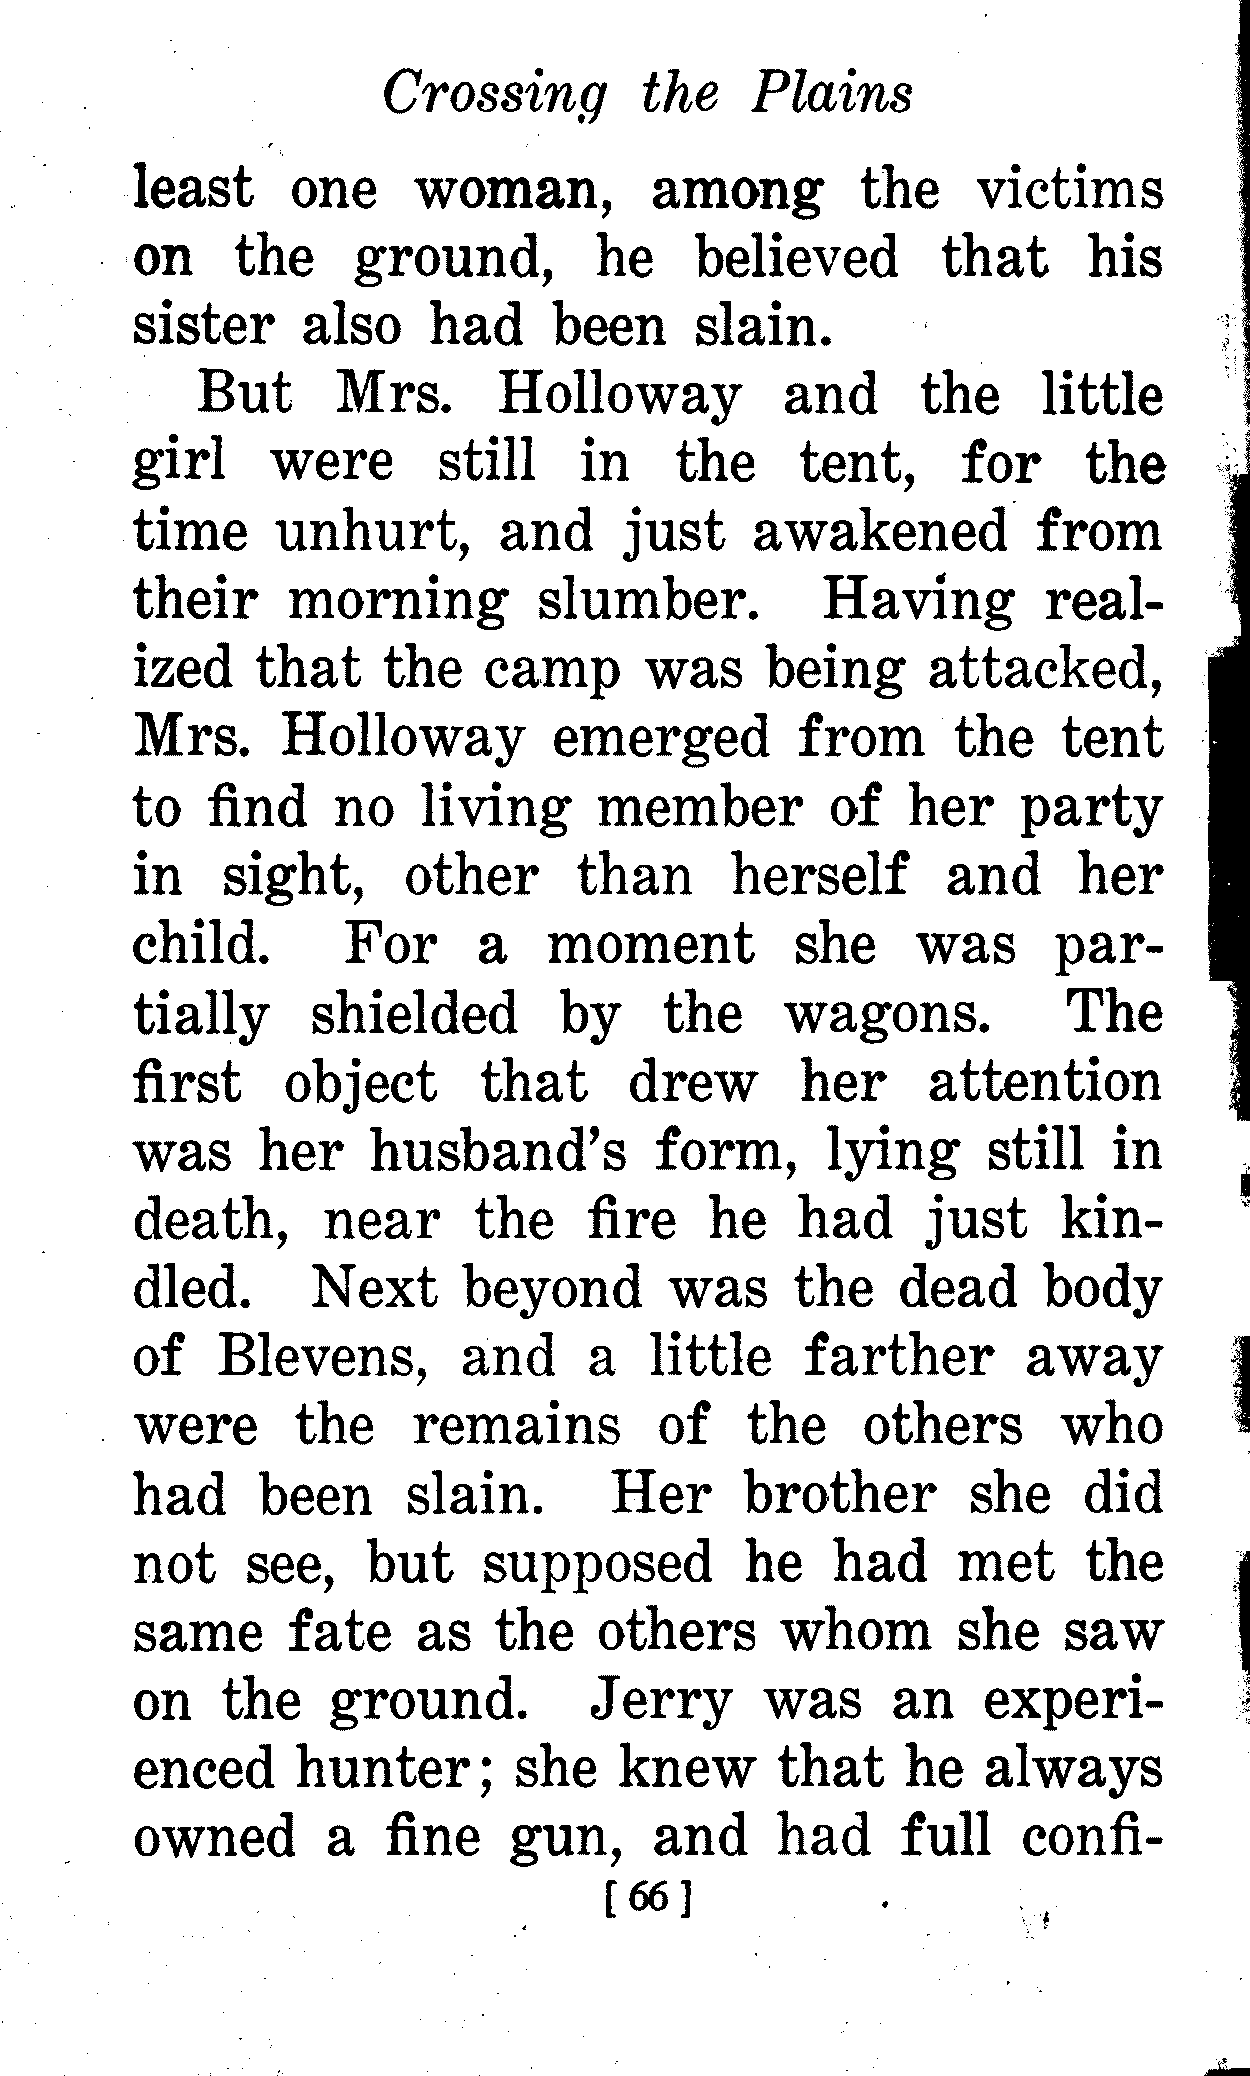 Crossing the Plains
least one woman, among the victims
on the ground, he believed that his
sister also had been slain.
But Mrs. Holloway and the little
girl were still in the tent, for the
time unhurt, and just awakened from
their morning slumber. Having real-
ized that the camp was being attacked,
Mrs. Holloway emerged from the tent
to find no living member of her party
in sight, other than herself and her
child. For a moment she was par-
tially shielded by the wagons. The
first object that drew her attention
was her husband's form, lying still in
death, near the fire he had just kin-
dled. Next beyond was the dead body
of Blevens, and a little farther away
were the remains of the others who
had been slain. Her brother she did
not see, but supposed he had met the
same fate as the others whom she saw
on the ground. Jerry was an experi-
enced hunter; she knew that he always
owned a fine gun, and had full confi-
[ 66 ]